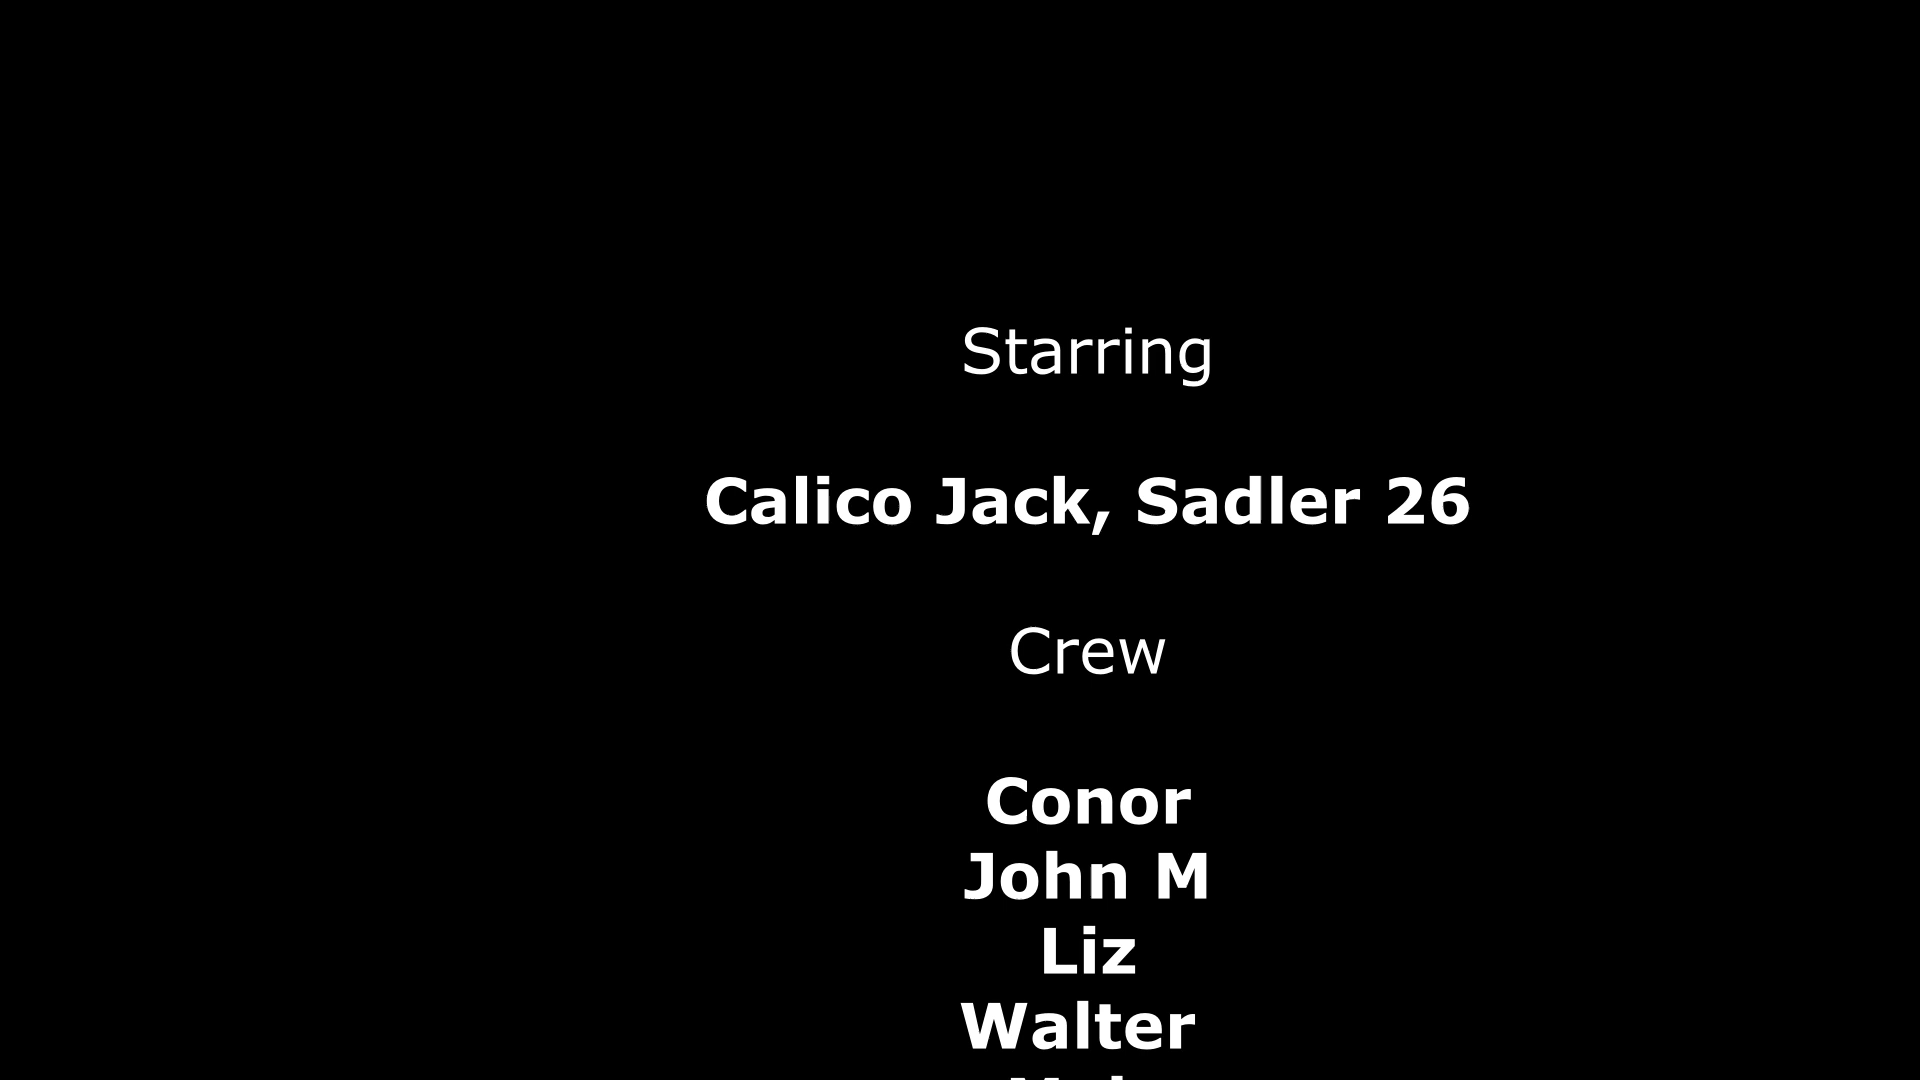 Starring
Calico Jack, Sadler 26
Crew
Conor
John M
Liz
Walter